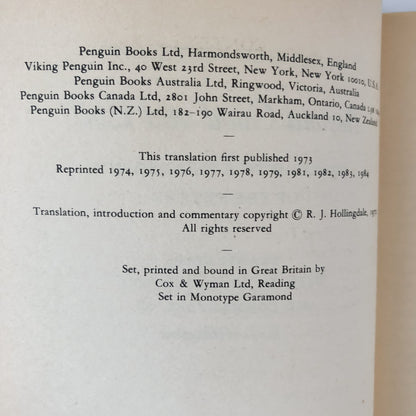 Penguin Books Ltd, Harmondsworth, Middlesex, England
Viking Penguin Inc., 40 West 23rd Street, New York, New York 10010, U.S.A.
Penguin Books Australia Ltd, Ringwood, Victoria, Australia
Penguin Books Canada Ltd, 2801 John Street, Markham, Ontario, Canada
Penguin Books (N.Z.) Ltd, 182–190 Wairau Road, Auckland 10, New Zealand
—
This translation first published 1973
Reprinted 1974, 1975, 1976, 1977, 1978, 1979, 1981, 1982, 1983, 1984
—
Translation, introduction and commentary copyright © R. J. Hollingdale,
All rights reserved
—
Set, printed and bound in Great Britain by
Cox & Wyman Ltd, Reading
Set in Monotype Garamond